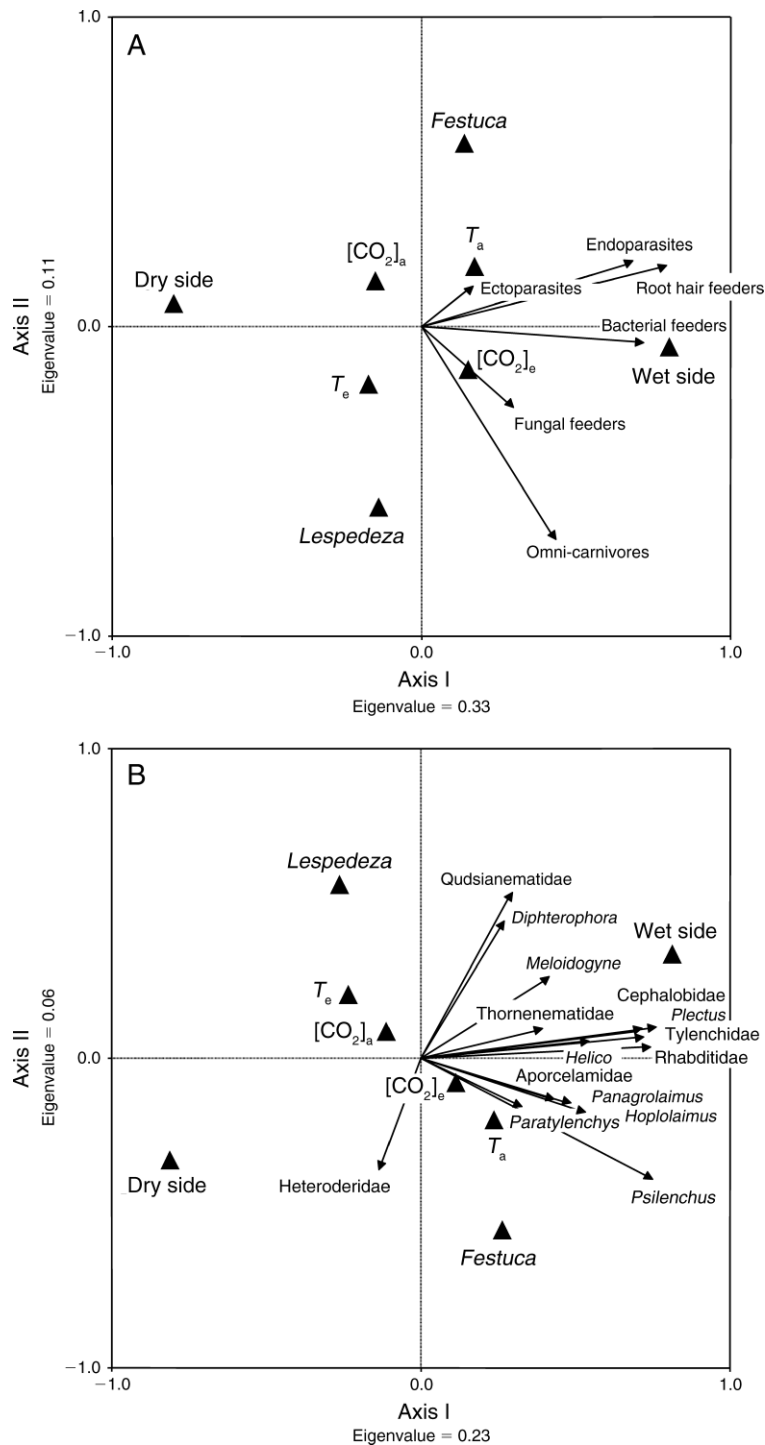 1.0
A
Festuca
[CO2]a
Ta
Endoparasites
Dry side
Ectoparasites
Root hair feeders
0.0
Bacterial feeders
[CO2]e
Wet side
Te
Fungal feeders
Lespedeza
Omni-carnivores
Axis II
Eigenvalue = 0.11
−1.0
−1.0
0.0
1.0
Axis I
Eigenvalue = 0.33
1.0
B
Lespedeza
Qudsianematidae
Diphterophora
Wet side
Meloidogyne
Te
Cephalobidae
Plectus
[CO2]a
Thornenematidae
Tylenchidae
0.0
Helico
Rhabditidae
[CO2]e
Aporcelamidae
Panagrolaimus
Hoplolaimus
Paratylenchys
Ta
Dry side
Heteroderidae
Psilenchus
Festuca
Axis II
Eigenvalue = 0.06
−1.0
−1.0
0.0
1.0
Axis I
Eigenvalue = 0.23